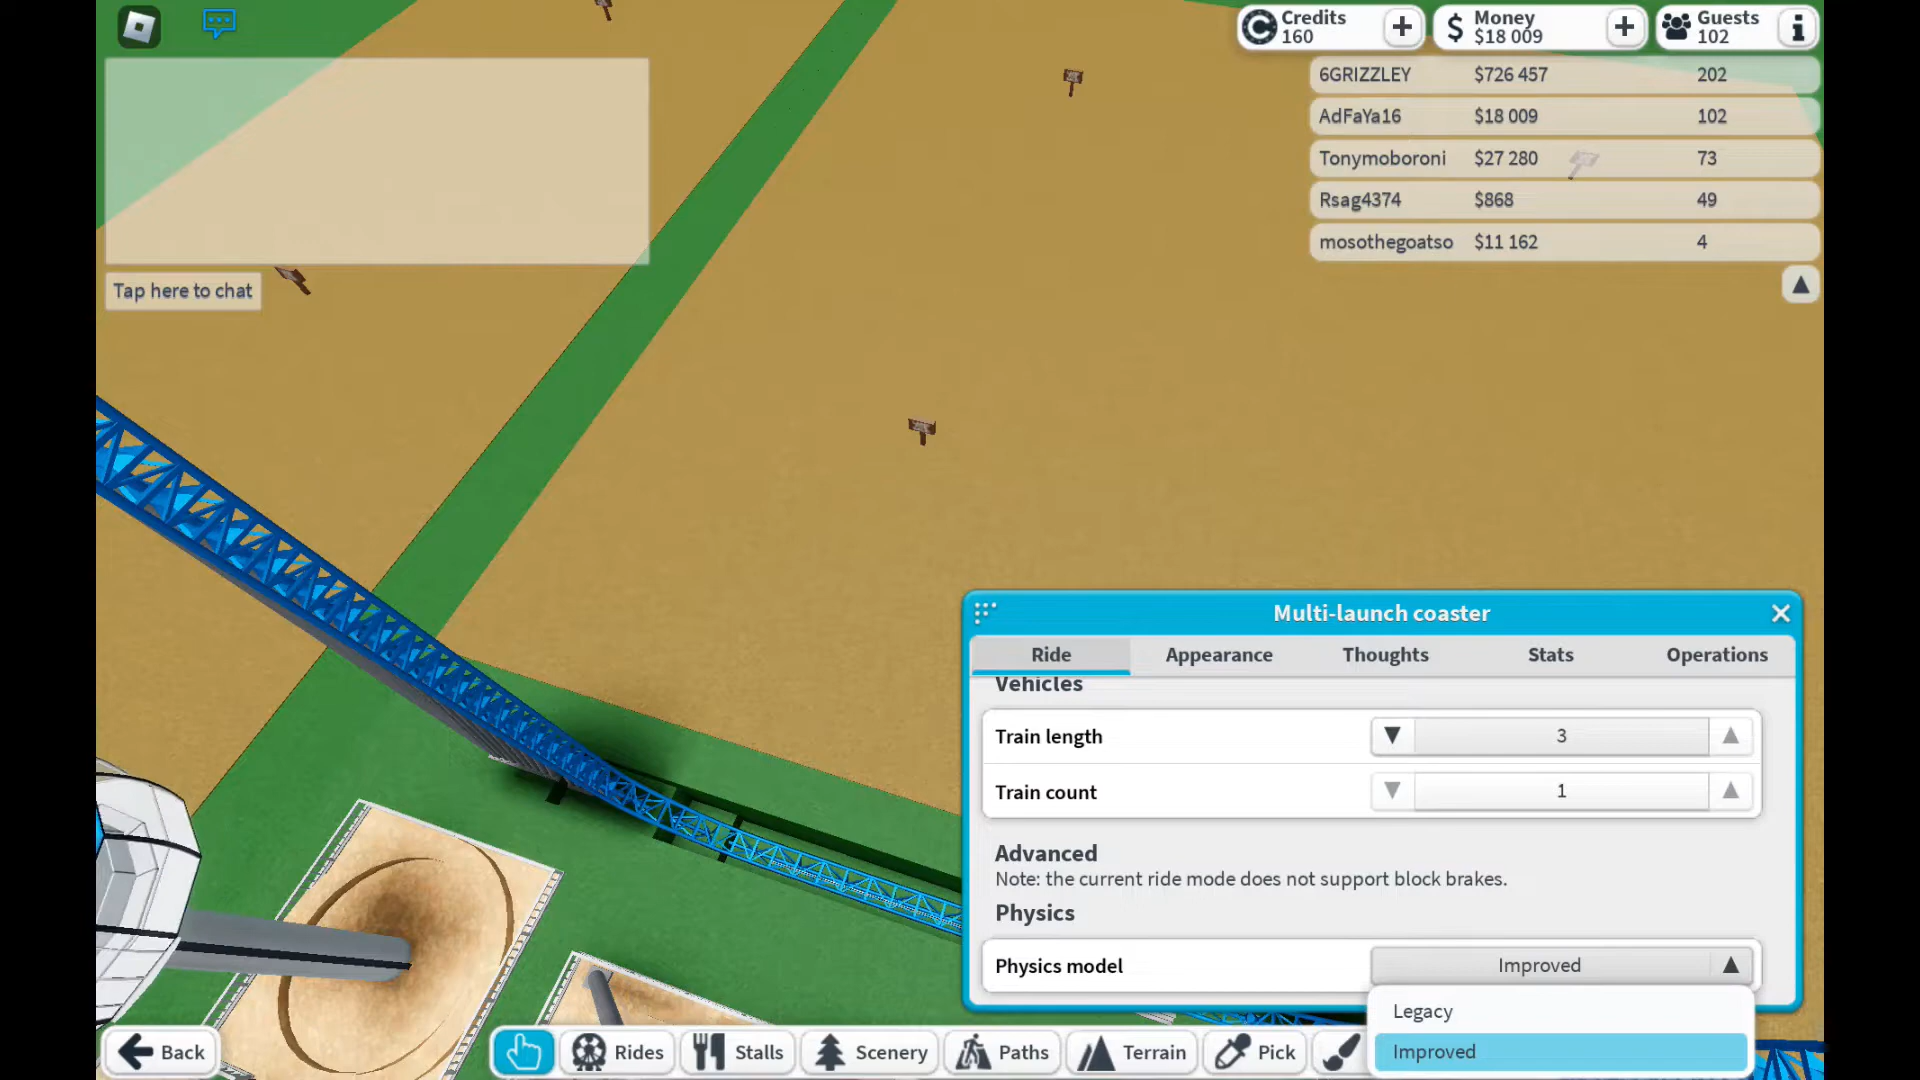 Credits
160
+
$ Money
$18 009
+
Guests
102
6GRIZZLEY $726 457 202
AdFaYa16 $18 009 102
Tonymoboroni $27 280 73
Rsag4374 $868 49
mosothegoatso $11 162 4
Tap here to chat
Multi-launch coaster
Ride Appearance Thoughts Stats Operations
Vehicles
Train length 3
Train count 1
Advanced
Note: the current ride mode does not support block brakes.
Physics
Physics model Improved
Legacy
Improved
Back Rides Stalls Scenery Paths Terrain Pick